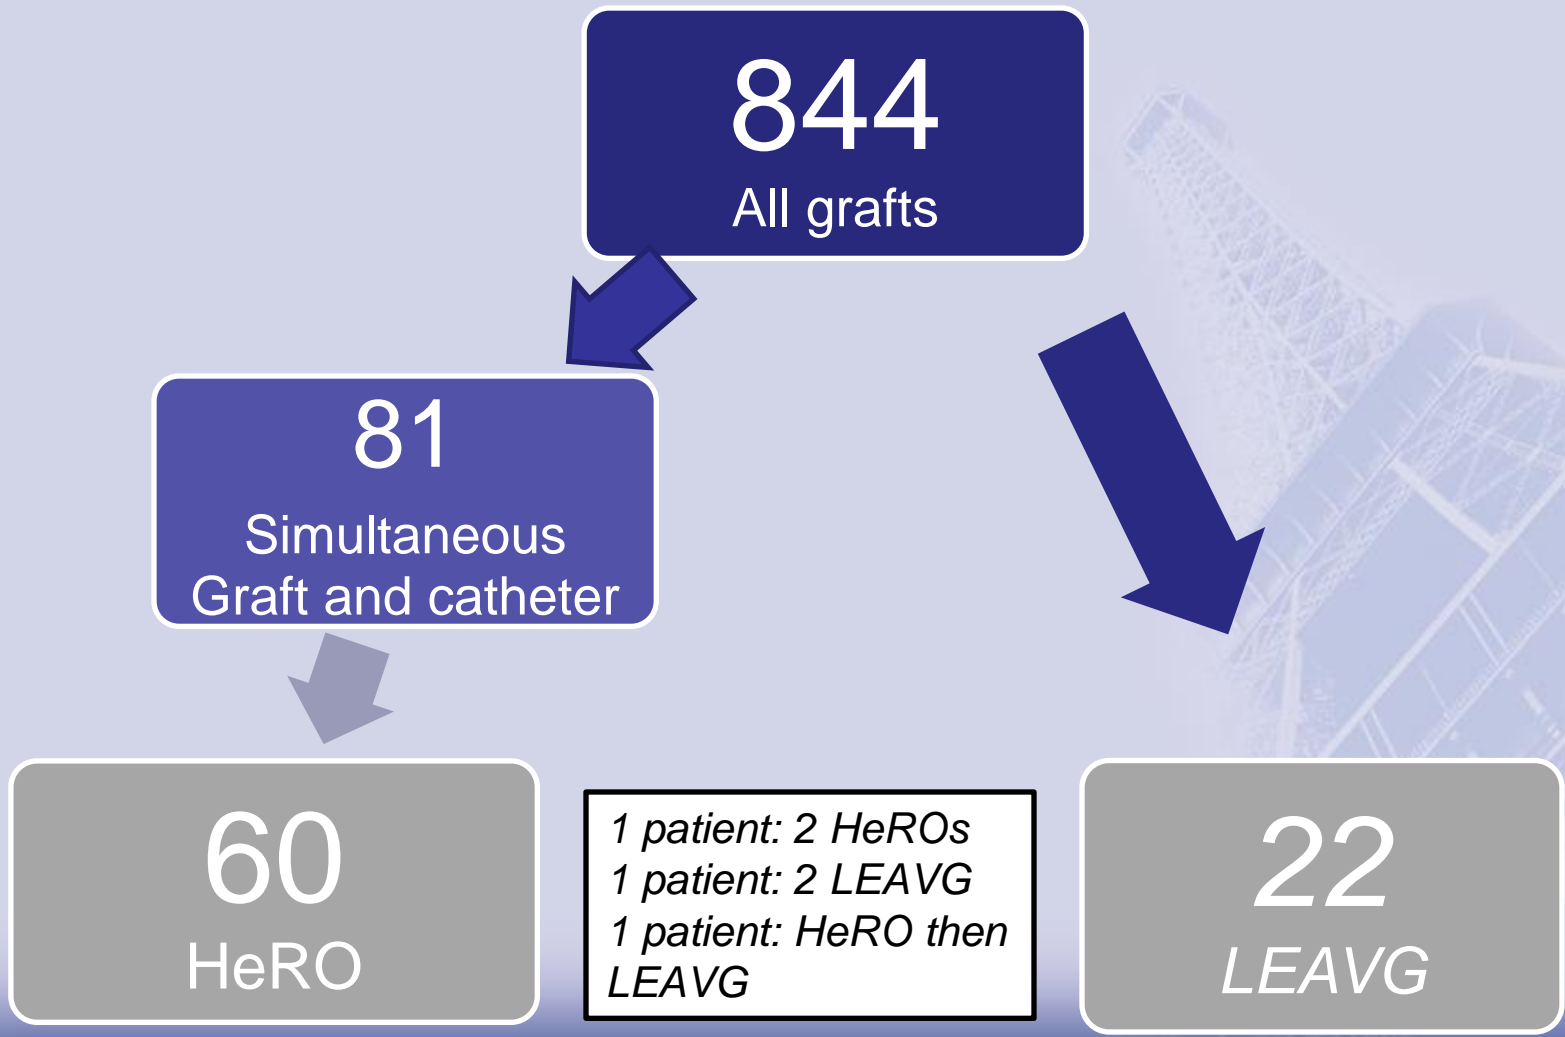 844
All grafts
81
Simultaneous
Graft and catheter
60
HeRO
1 patient: 2 HeROs
1 patient: 2 LEAVG
1 patient: HeRO then
LEAVG
22
LEAVG